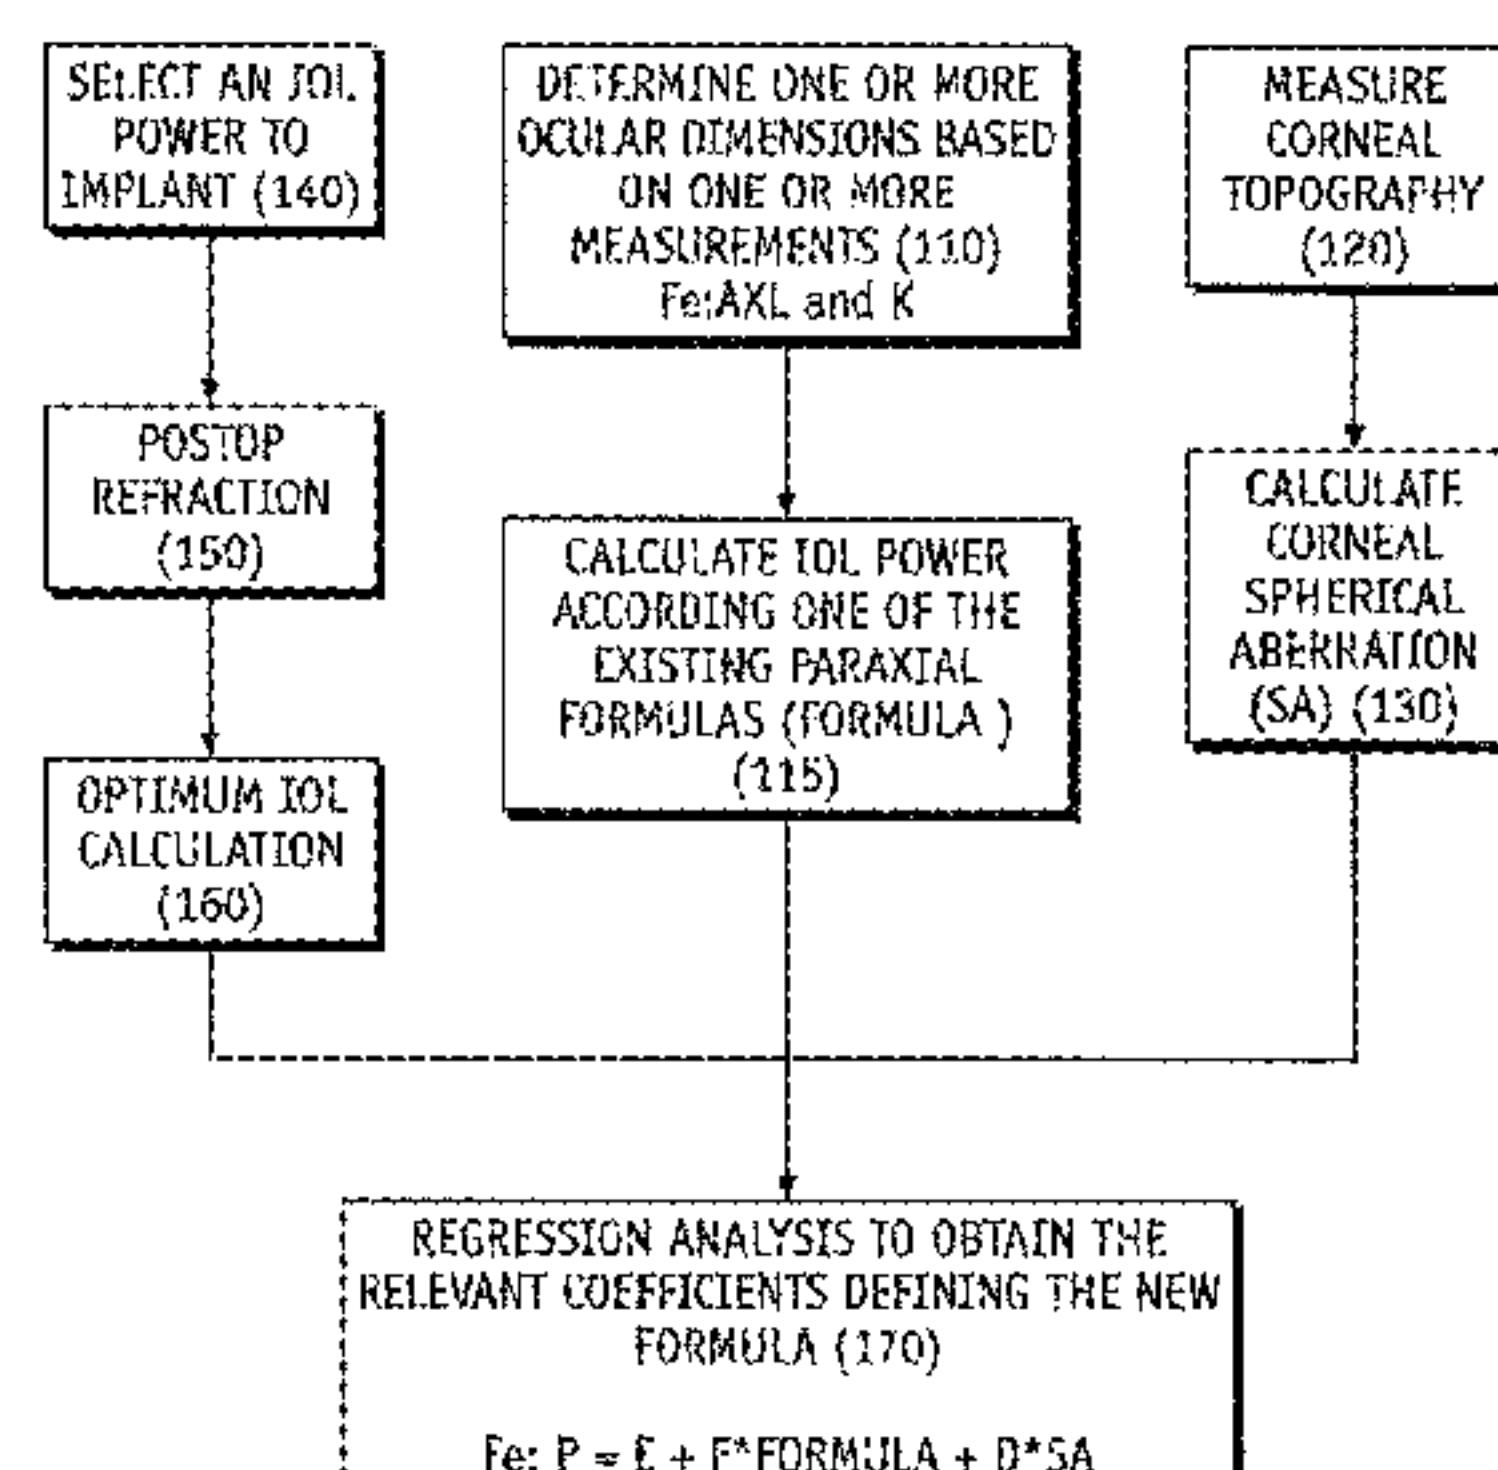 SELECT AN IOL
POWER TO
IMPLANT (140)
DETERMINE ONE OR MORE
OCULAR DIMENSIONS BASED
ON ONE OR MORE
MEASUREMENTS (110)
Fe:AXL and K
MEASURE
CORNEAL
TOPOGRAPHY
(120)
POSTOP
REFRACTION
(150)
CALCULATE IOL POWER
ACCORDING ONE OF THE
EXISTING PARAXIAL
FORMULAS (FORMULA )
(115)
CALCULATE
CORNEAL
SPHERICAL
ABERRATION
(SA) (130)
OPTIMUM IOL
CALCULATION
(160)
REGRESSION ANALYSIS TO OBTAIN THE
RELEVANT COEFFICIENTS DEFINING THE NEW
FORMULA (170)
Fe: P = E + F*FORMULA + D*SA